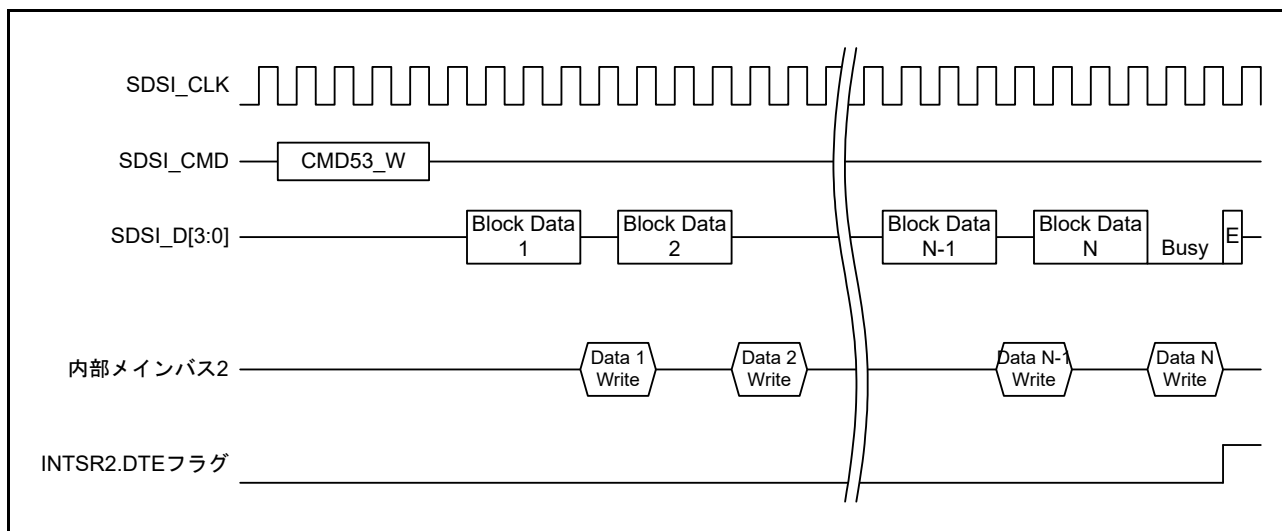 SDSI_CLK
SDSI_CMD
CMD53_W
SDSI_D[3:0]
Block Data
1
Block Data
2
Block Data
N-1
Block Data
N
Busy
E
内部メインバス2
Data 1
Write
Data 2
Write
Data N-1
Write
Data N
Write
INTSR2.DTEフラグ